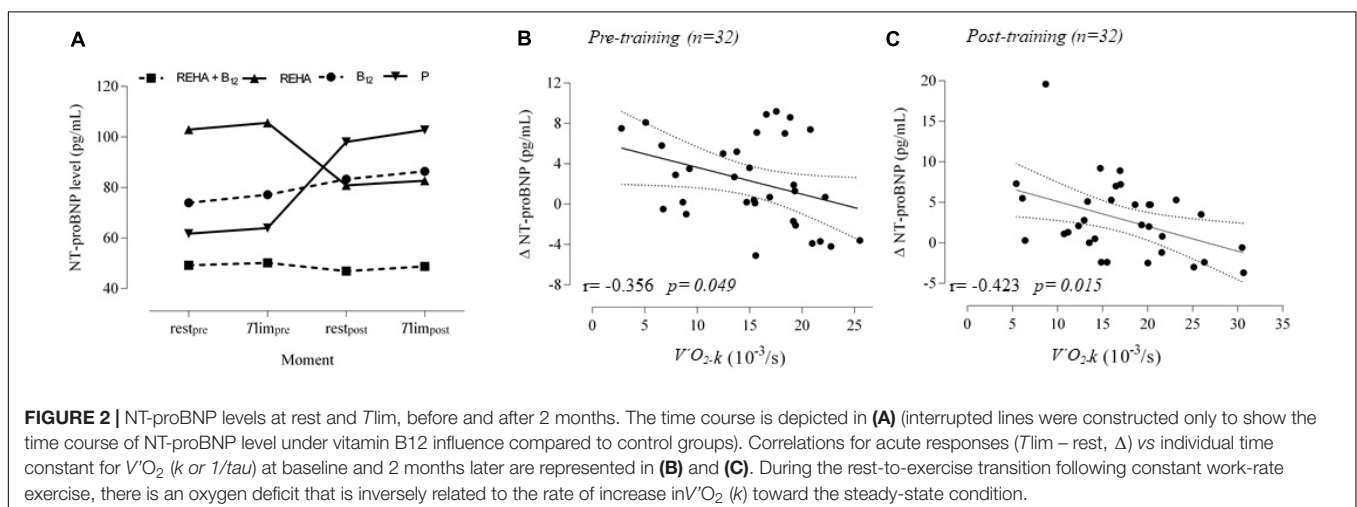 A
REHA + B12 REHA B12 P
NT-proBNP level (pg/mL)
120
100
80
60
40
restpre Tlimpre restpost Tlimpost
Moment
B
Pre-training (n=32)
Δ NT-proBNP (pg/mL)
12
8
4
0
-4
-8
r= -0.356 p=0.049
0 5 10 15 20 25
V'O2-k (10-3/s)
C
Post-training (n=32)
Δ NT-proBNP (pg/mL)
20
15
10
5
0
-5
r= -0.423 p=0.015
0 5 10 15 20 25 30 35
V'O2-k (10-3/s)
FIGURE 2 | NT-proBNP levels at rest and Tlim, before and after 2 months. The time course is depicted in (A) (interrupted lines were constructed only to show the
time course of NT-proBNP level under vitamin B12 influence compared to control groups). Correlations for acute responses (Tlim – rest, Δ) vs individual time
constant for V'O2 (k or 1/tau) at baseline and 2 months later are represented in (B) and (C). During the rest-to-exercise transition following constant work-rate
exercise, there is an oxygen deficit that is inversely related to the rate of increase inV'O2 (k) toward the steady-state condition.